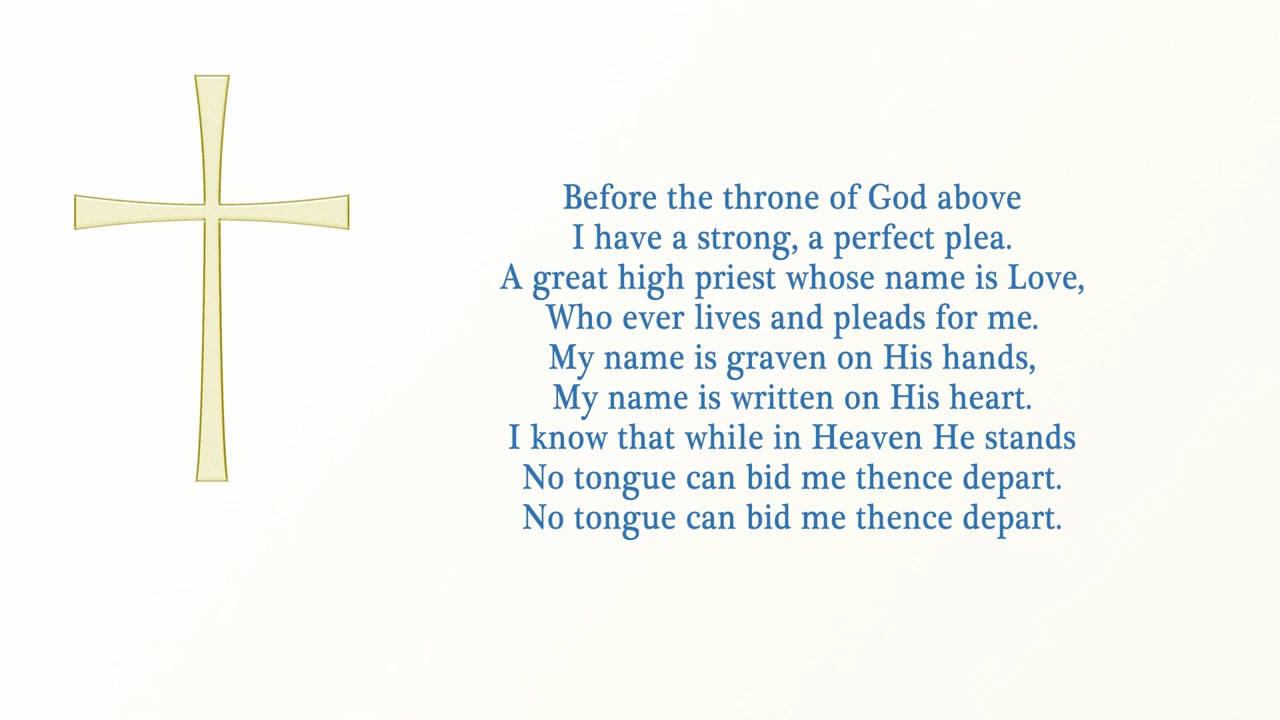 Before the throne of God above
I have a strong, a perfect plea.
A great high priest whose name is Love,
Who ever lives and pleads for me.
My name is graven on His hands,
My name is written on His heart.
I know that while in Heaven He stands
No tongue can bid me thence depart.
No tongue can bid me thence depart.